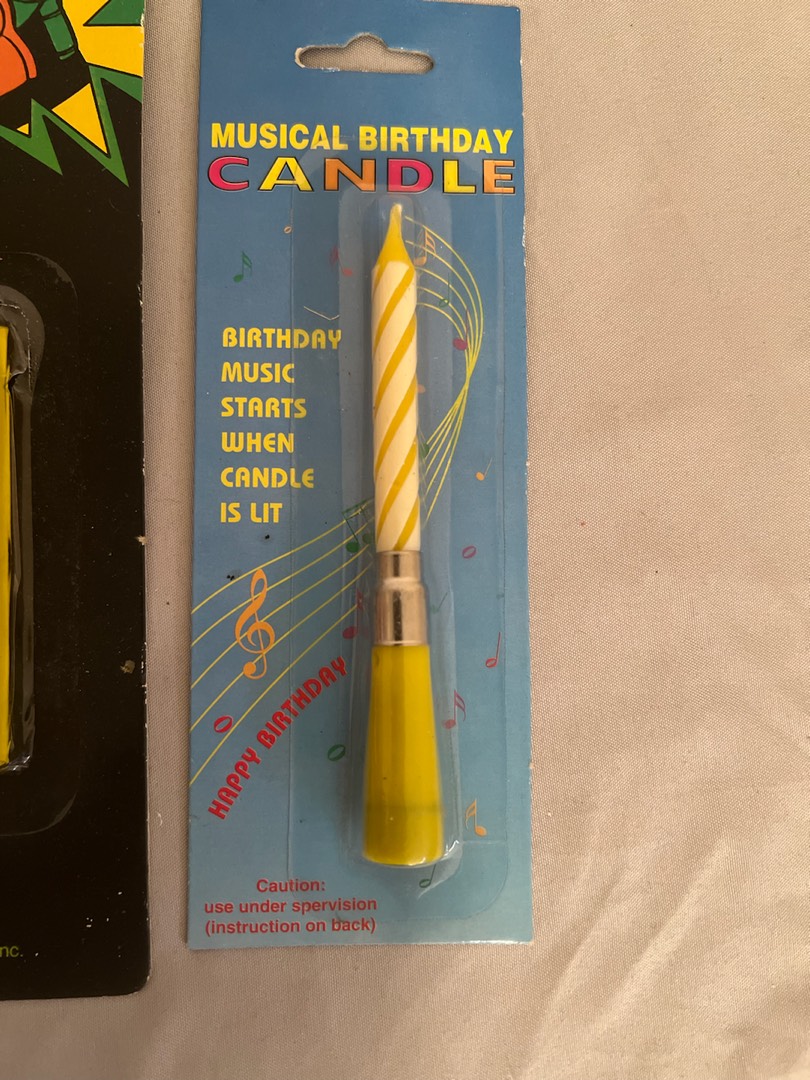 MUSICAL BIRTHDAY
CANDLE
BIRTHDAY
MUSIC
STARTS
WHEN
CANDLE
IS LIT
HAPPY BIRTHDAY
Caution:
use under spervision
(instruction on back)
nc.